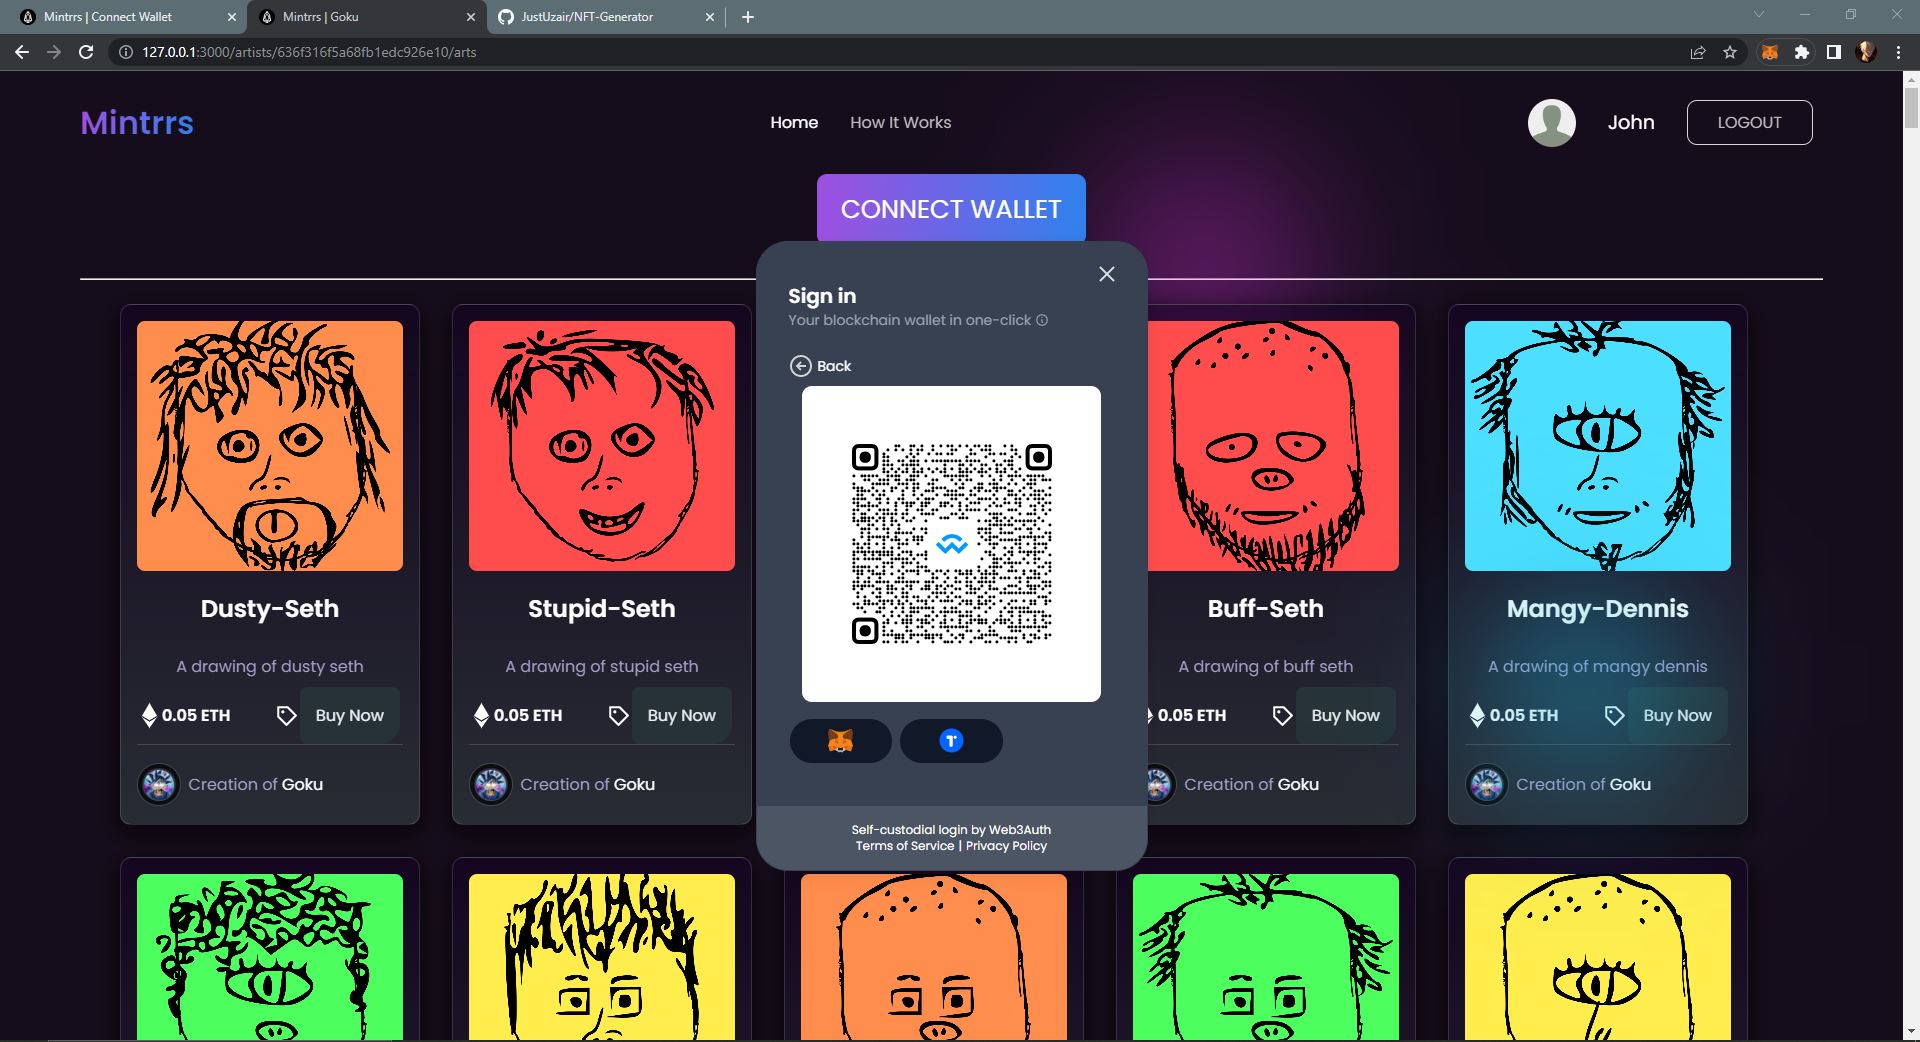 Mintrrs | Connect Wallet
Mintrrs | Goku
JustUzair/NFT-Generator
127.0.0.1:3000/artists/636f316f5a68fb1edc926e10/arts
Mintrrs
Home
How It Works
John
LOGOUT
CONNECT WALLET
Sign in
Your blockchain wallet in one-click
Back
Self-custodial login by Web3Auth
Terms of Service | Privacy Policy
Dusty-Seth
A drawing of dusty seth
0.05 ETH
Buy Now
Creation of Goku
Stupid-Seth
A drawing of stupid seth
0.05 ETH
Buy Now
Creation of Goku
Buff-Seth
A drawing of buff seth
0.05 ETH
Buy Now
Creation of Goku
Mangy-Dennis
A drawing of mangy dennis
0.05 ETH
Buy Now
Creation of Goku